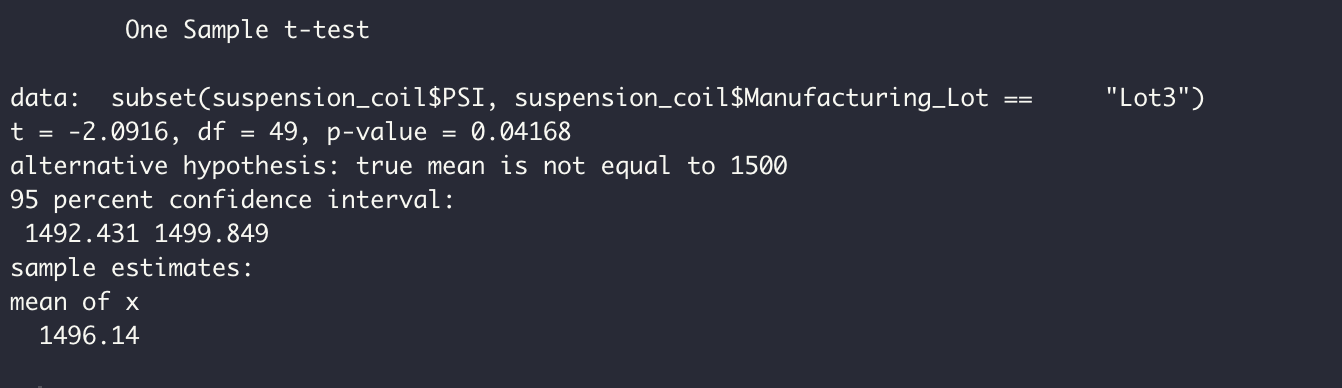 One Sample t-test
data:  subset(suspension_coil$PSI, suspension_coil$Manufacturing_Lot ==     "Lot3")
t = -2.0916, df = 49, p-value = 0.04168
alternative hypothesis: true mean is not equal to 1500
95 percent confidence interval:
1492.431 1499.849
sample estimates:
mean of x
1496.14